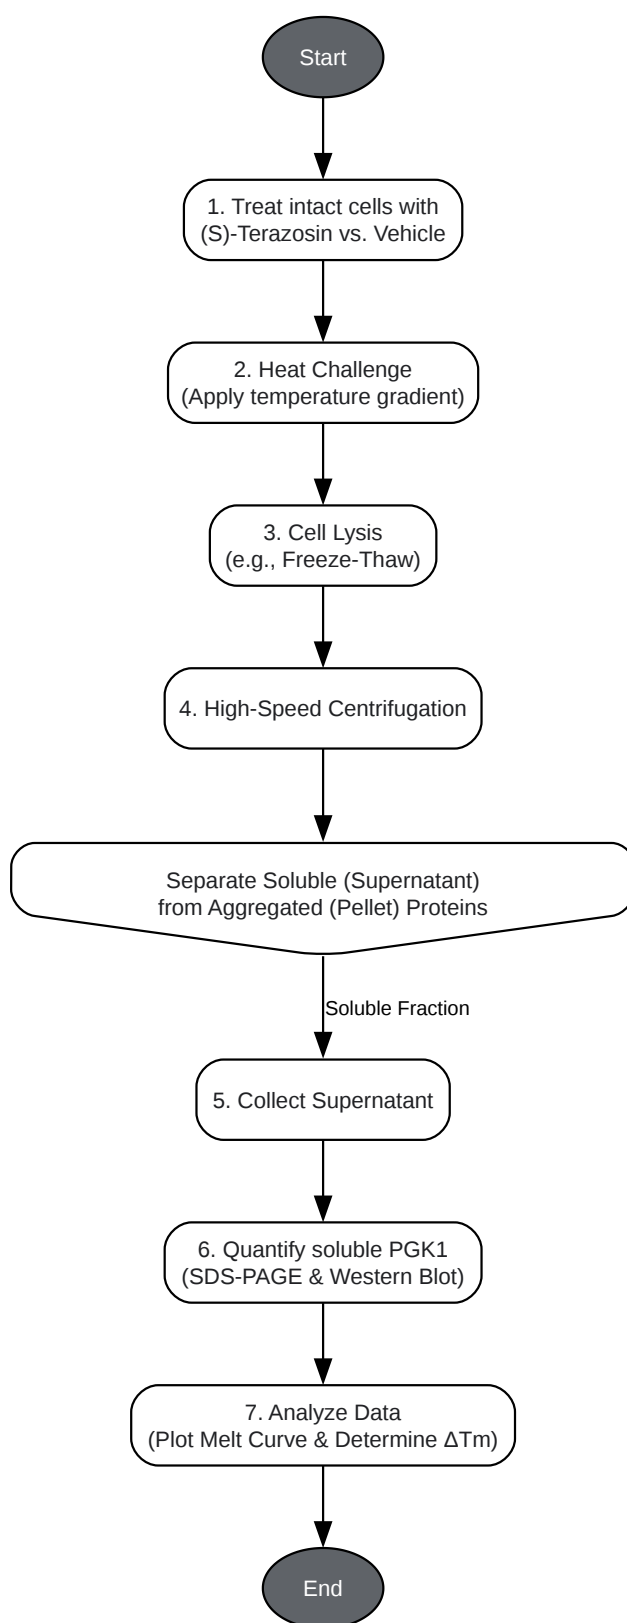 Start
1. Treat intact cells with
(S)-Terazosin vs. Vehicle
2. Heat Challenge
(Apply temperature gradient)
3. Cell Lysis
(e.g., Freeze-Thaw)
4. High-Speed Centrifugation
Separate Soluble (Supernatant)
from Aggregated (Pellet) Proteins
Soluble Fraction
5. Collect Supernatant
6. Quantify soluble PGK1
(SDS-PAGE & Western Blot)
7. Analyze Data
(Plot Melt Curve & Determine ΔTm)
End